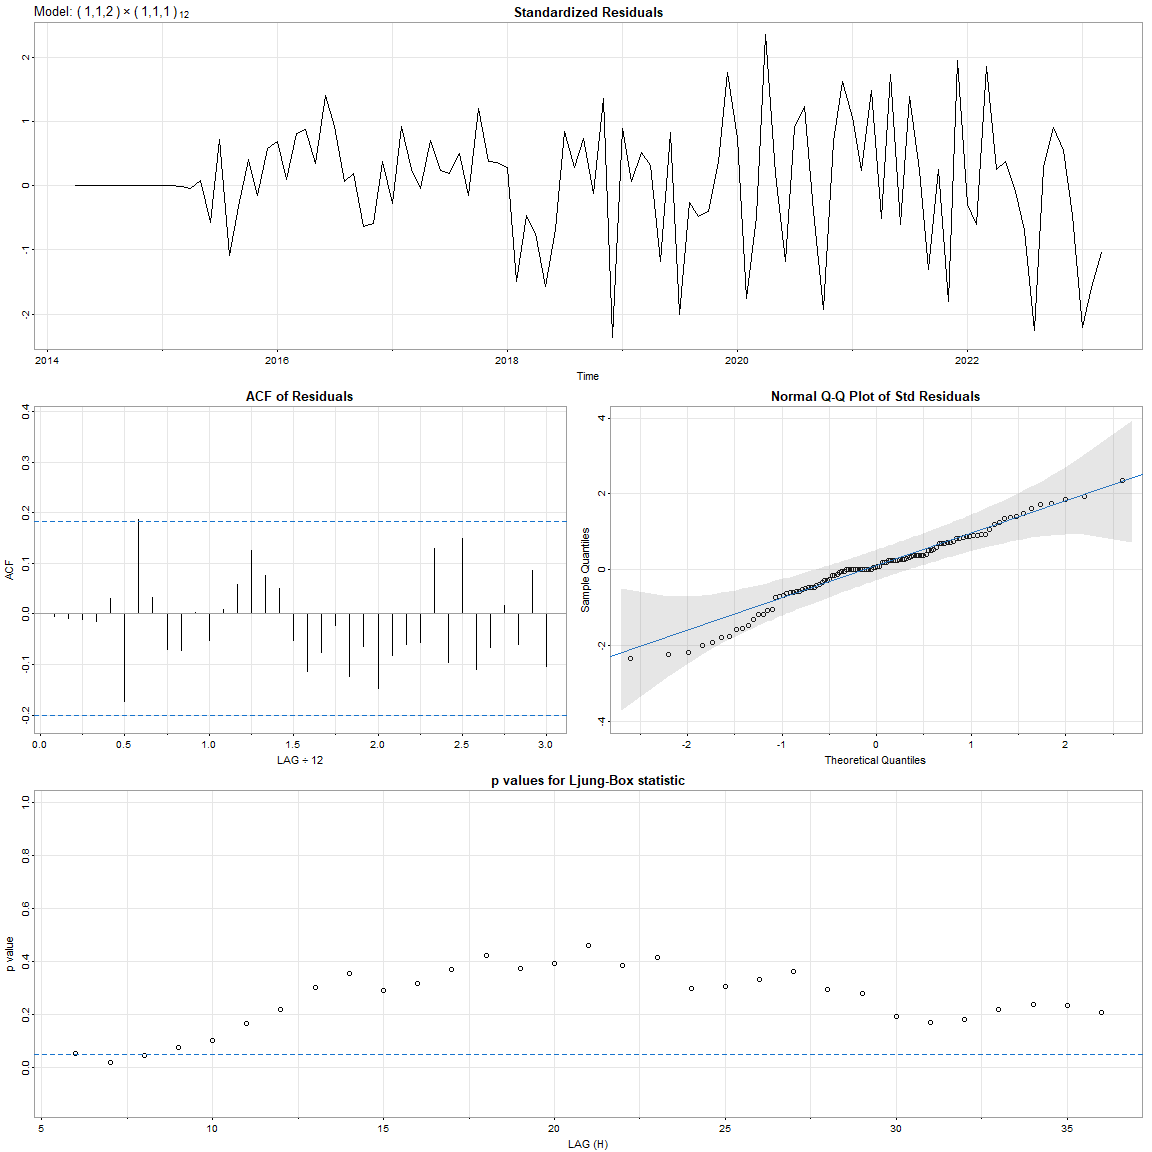 Model: ( 1,1,2 ) × ( 1,1,1 ) 12
Standardized Residuals
2
1
0
-1
-2
2014 2016 2018 2020 2022
Time
ACF of Residuals
ACF
0.4
0.3
0.2
0.1
0.0
-0.1
-0.2
0.0 0.5 1.0 1.5 2.0 2.5 3.0
LAG ÷ 12
Normal Q-Q Plot of Std Residuals
Sample Quantiles
4
2
0
-2
-4
-2 -1 0 1 2
Theoretical Quantiles
p values for Ljung-Box statistic
p value
1.0
0.8
0.6
0.4
0.2
0.0
5 10 15 20 25 30 35
LAG (H)